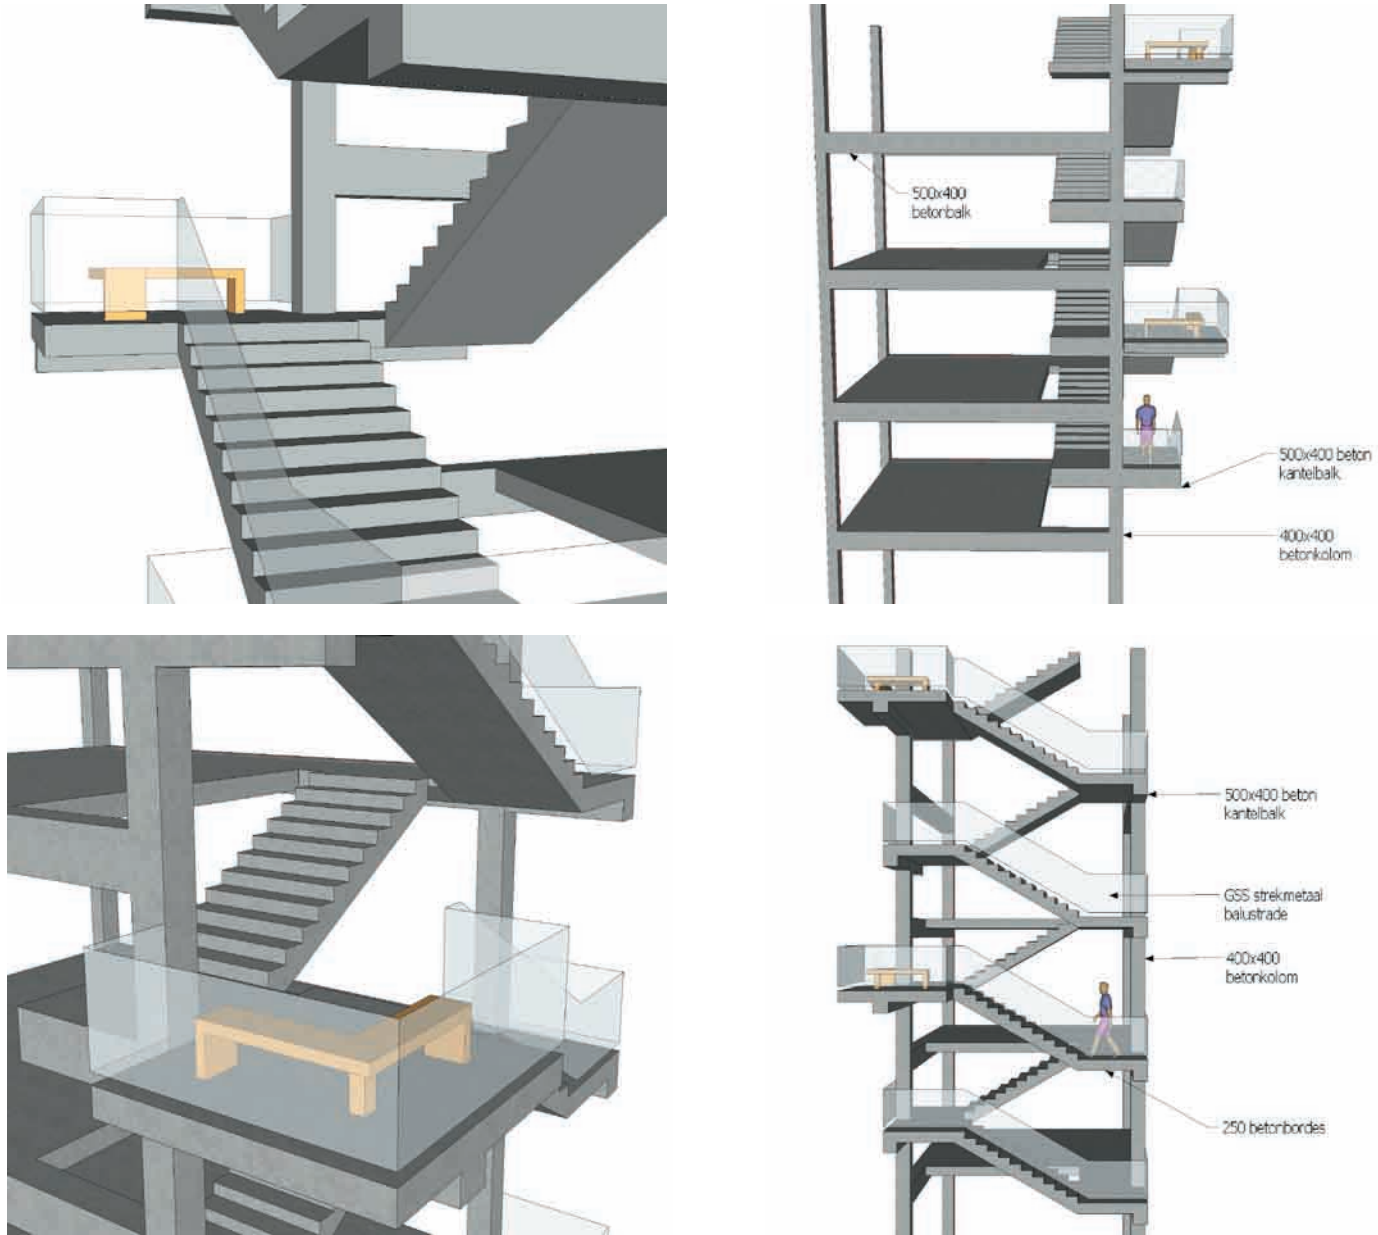 500x400
betonbalk
500x400 beton
kantelbalk
400x400
betonkolom
500x400 beton
kantelbalk
GSS strekmetaal
balustrade
400x400
betonkolom
250 betonbordes